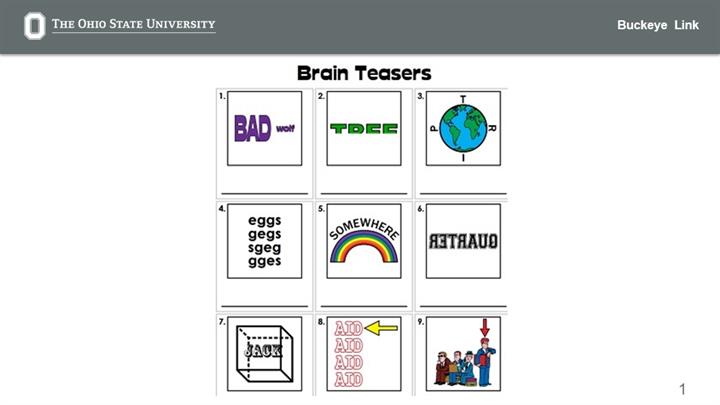 THE OHIO STATE UNIVERSITY
Buckeye Link
Brain Teasers
1.
BAD wolf
2.
TREE
3.
T
R
I
P
4.
eggs
gegs
sgeg
gges
5.
SOMEWHERE
6.
QUARTER
7.
JACK
8.
AID
AID
AID
AID
9.
1